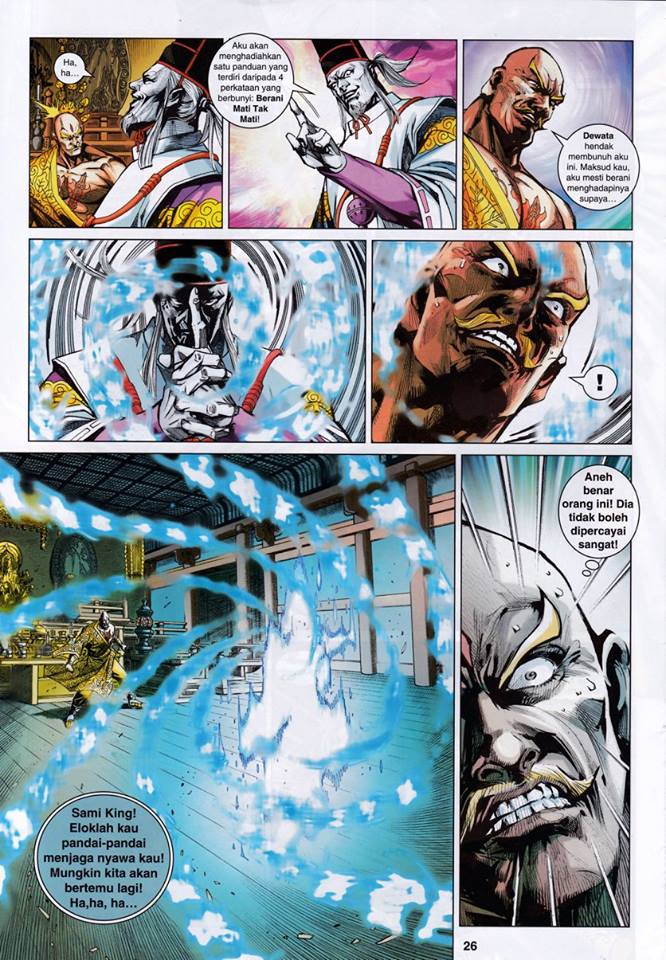 Ha,
ha…
Aku akan
menghadiahkan
satu panduan yang
terdiri daripada 4
perkataan yang
berbunyi: Berani
Mati Tak
Mati!
Dewata
hendak
membunuh aku
ini. Maksud kau,
aku mesti berani
menghadapinya
supaya…
!
Sami King!
Eloklah kau
pandai-pandai
menjaga nyawa kau!
Mungkin kita akan
bertemu lagi!
Ha,ha, ha…
Aneh
benar
orang ini! Dia
tidak boleh
dipercayai
sangat!
26